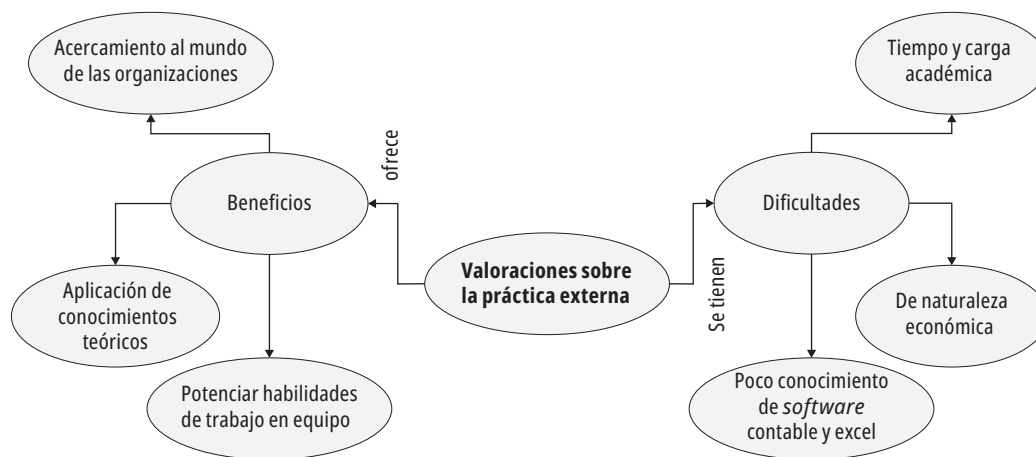 Acercamiento al mundo
de las organizaciones
Tiempo y carga
académica
ofrece
Beneficios
Dificultades
Valoraciones sobre
la práctica externa
Se tienen
Aplicación de
conocimientos
teóricos
De naturaleza
económica
Potenciar habilidades
de trabajo en equipo
Poco conocimiento
de software
contable y excel